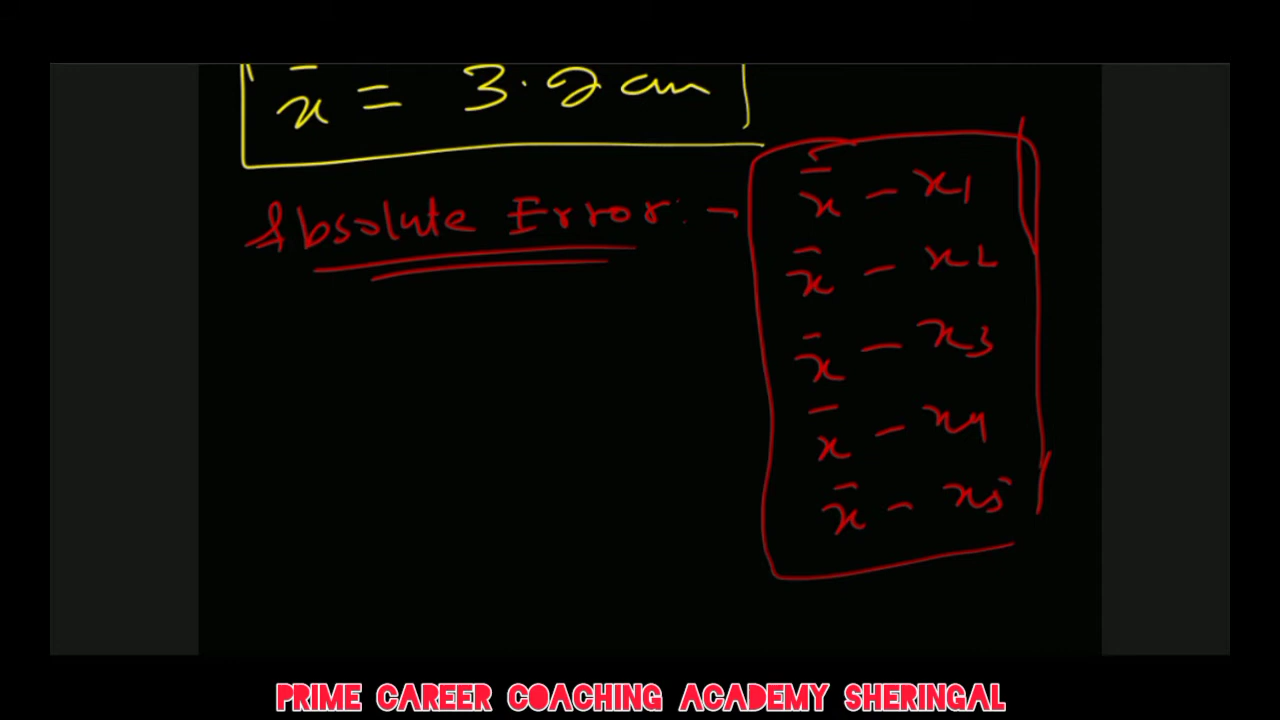 x̄ = 3.2 cm
Absolute Error :- x̄ - x1
x̄ - x2
x̄ - x3
x̄ - x4
x̄ - x5
PRIME CAREER COACHING ACADEMY SHERINGAL